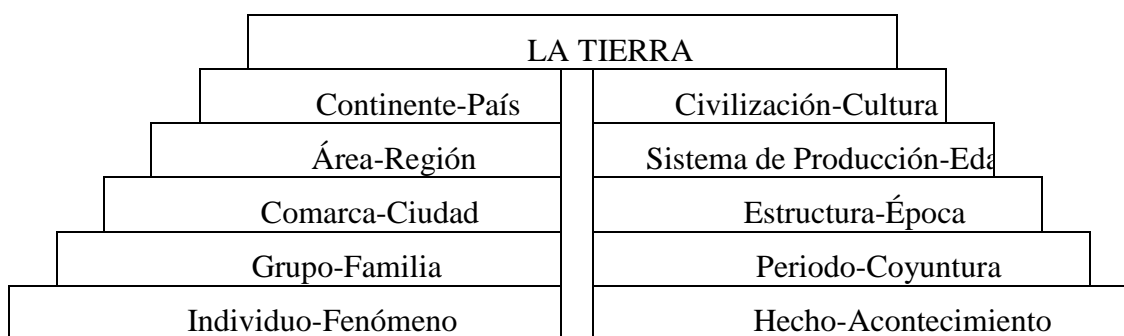 LA TIERRA
Continente-País Civilización-Cultura
Área-Región Sistema de Producción-Eda
Comarca-Ciudad Estructura-Época
Grupo-Familia Periodo-Coyuntura
Individuo-Fenómeno Hecho-Acontecimiento